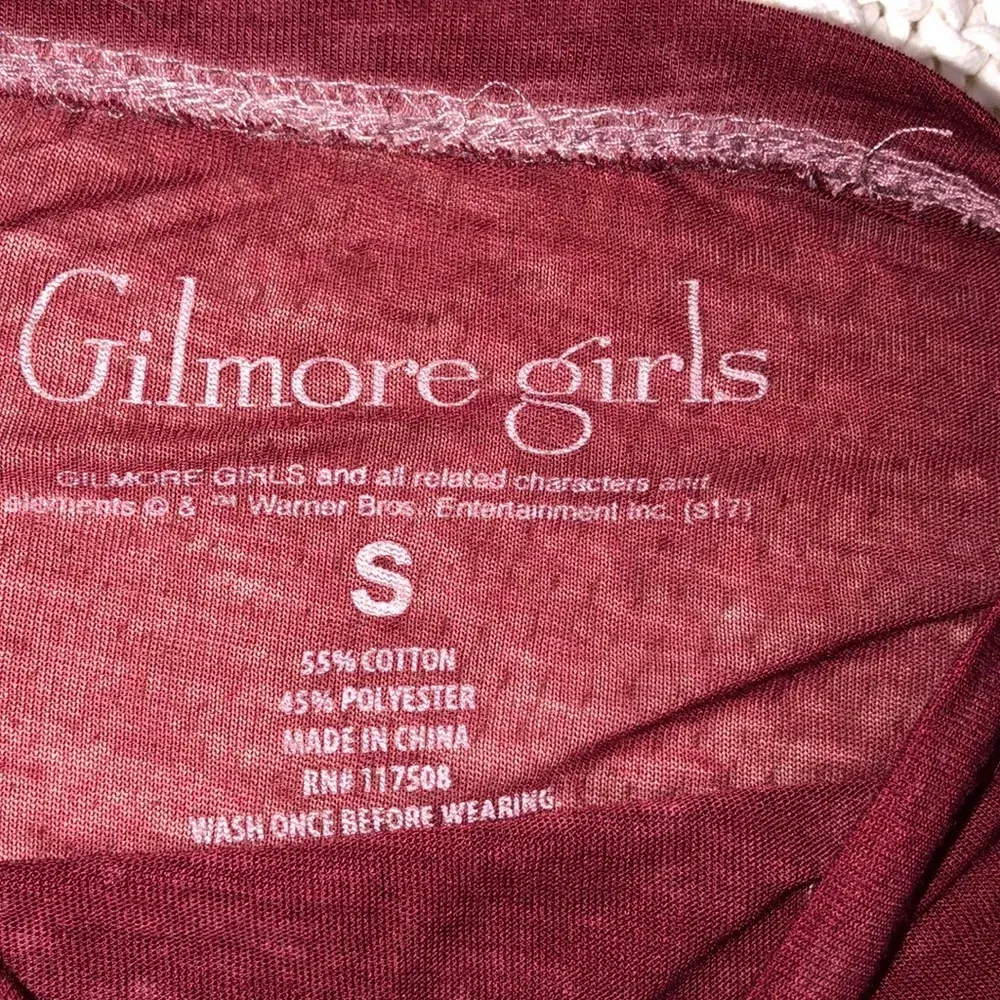 Gilmore girls
GILMORE GIRLS and all related characters and
elements © & ™ Warner Bros. Entertainment Inc. (s17)
S
55% COTTON
45% POLYESTER
MADE IN CHINA
RN# 117508
WASH ONCE BEFORE WEARING.